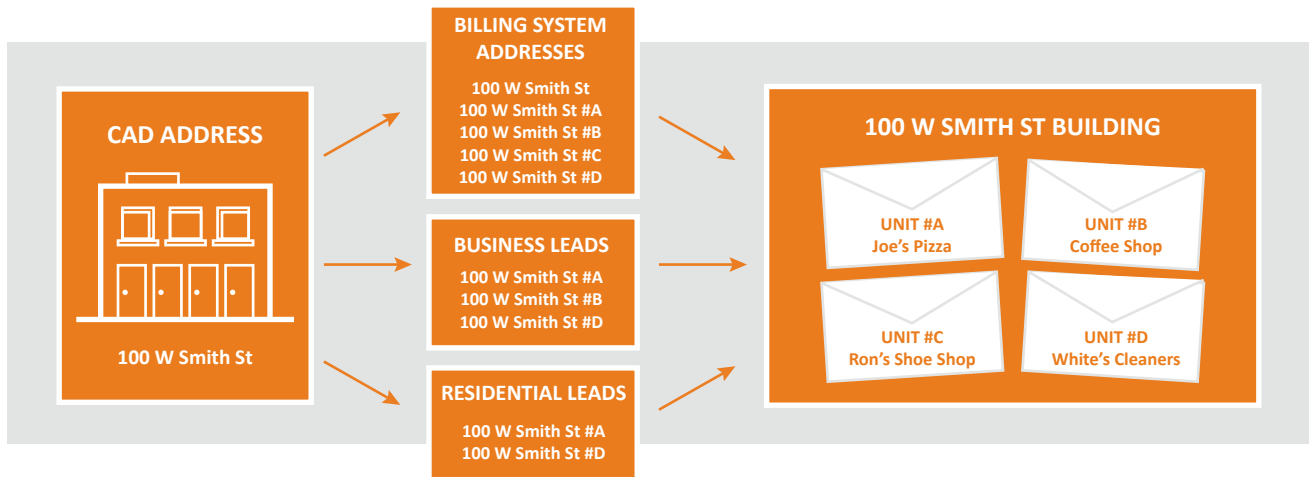 CAD ADDRESS
100 W Smith St
BILLING SYSTEM
ADDRESSES
100 W Smith St
100 W Smith St #A
100 W Smith St #B
100 W Smith St #C
100 W Smith St #D
BUSINESS LEADS
100 W Smith St #A
100 W Smith St #B
100 W Smith St #D
RESIDENTIAL LEADS
100 W Smith St #A
100 W Smith St #D
100 W SMITH ST BUILDING
UNIT #A
Joe's Pizza
UNIT #B
Coffee Shop
UNIT #C
Ron's Shoe Shop
UNIT #D
White's Cleaners